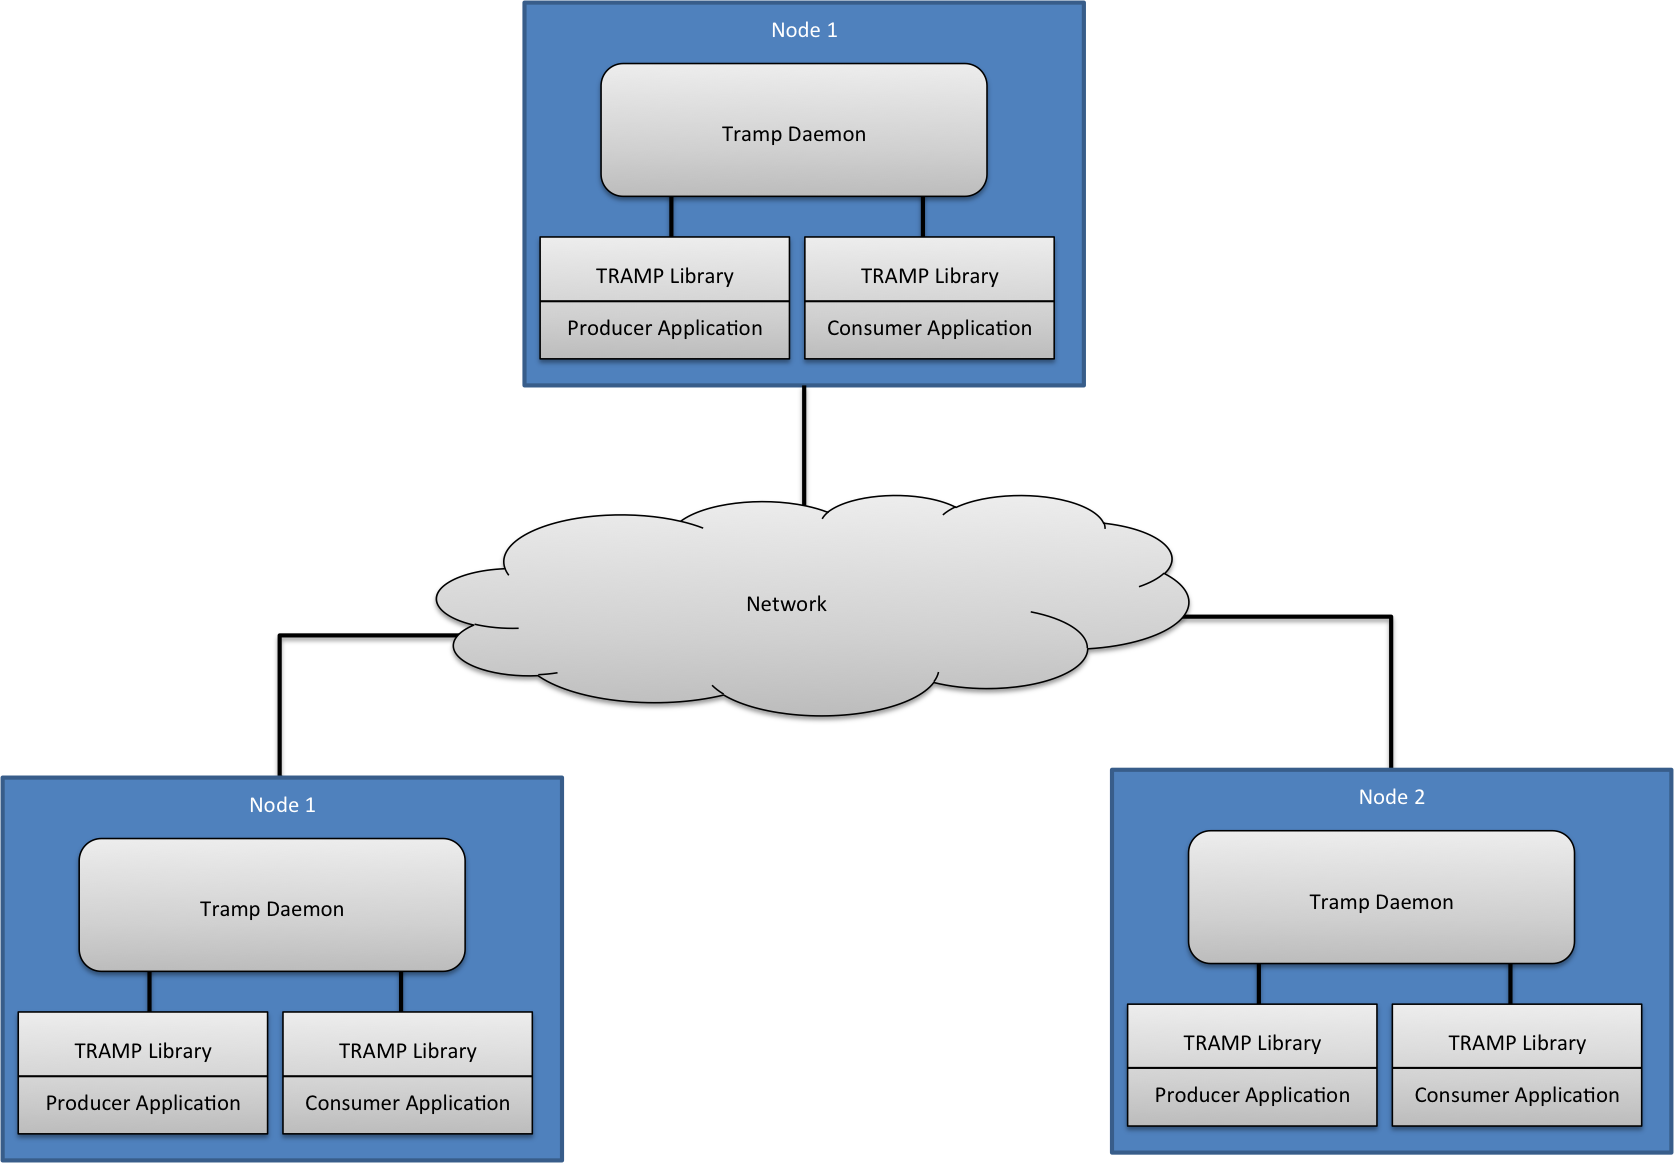 Node 1
Tramp Daemon
TRAMP Library
TRAMP Library
Producer Application
Consumer Application
Network
Node 1
Tramp Daemon
TRAMP Library
TRAMP Library
Producer Application
Consumer Application
Node 2
Tramp Daemon
TRAMP Library
TRAMP Library
Producer Application
Consumer Application